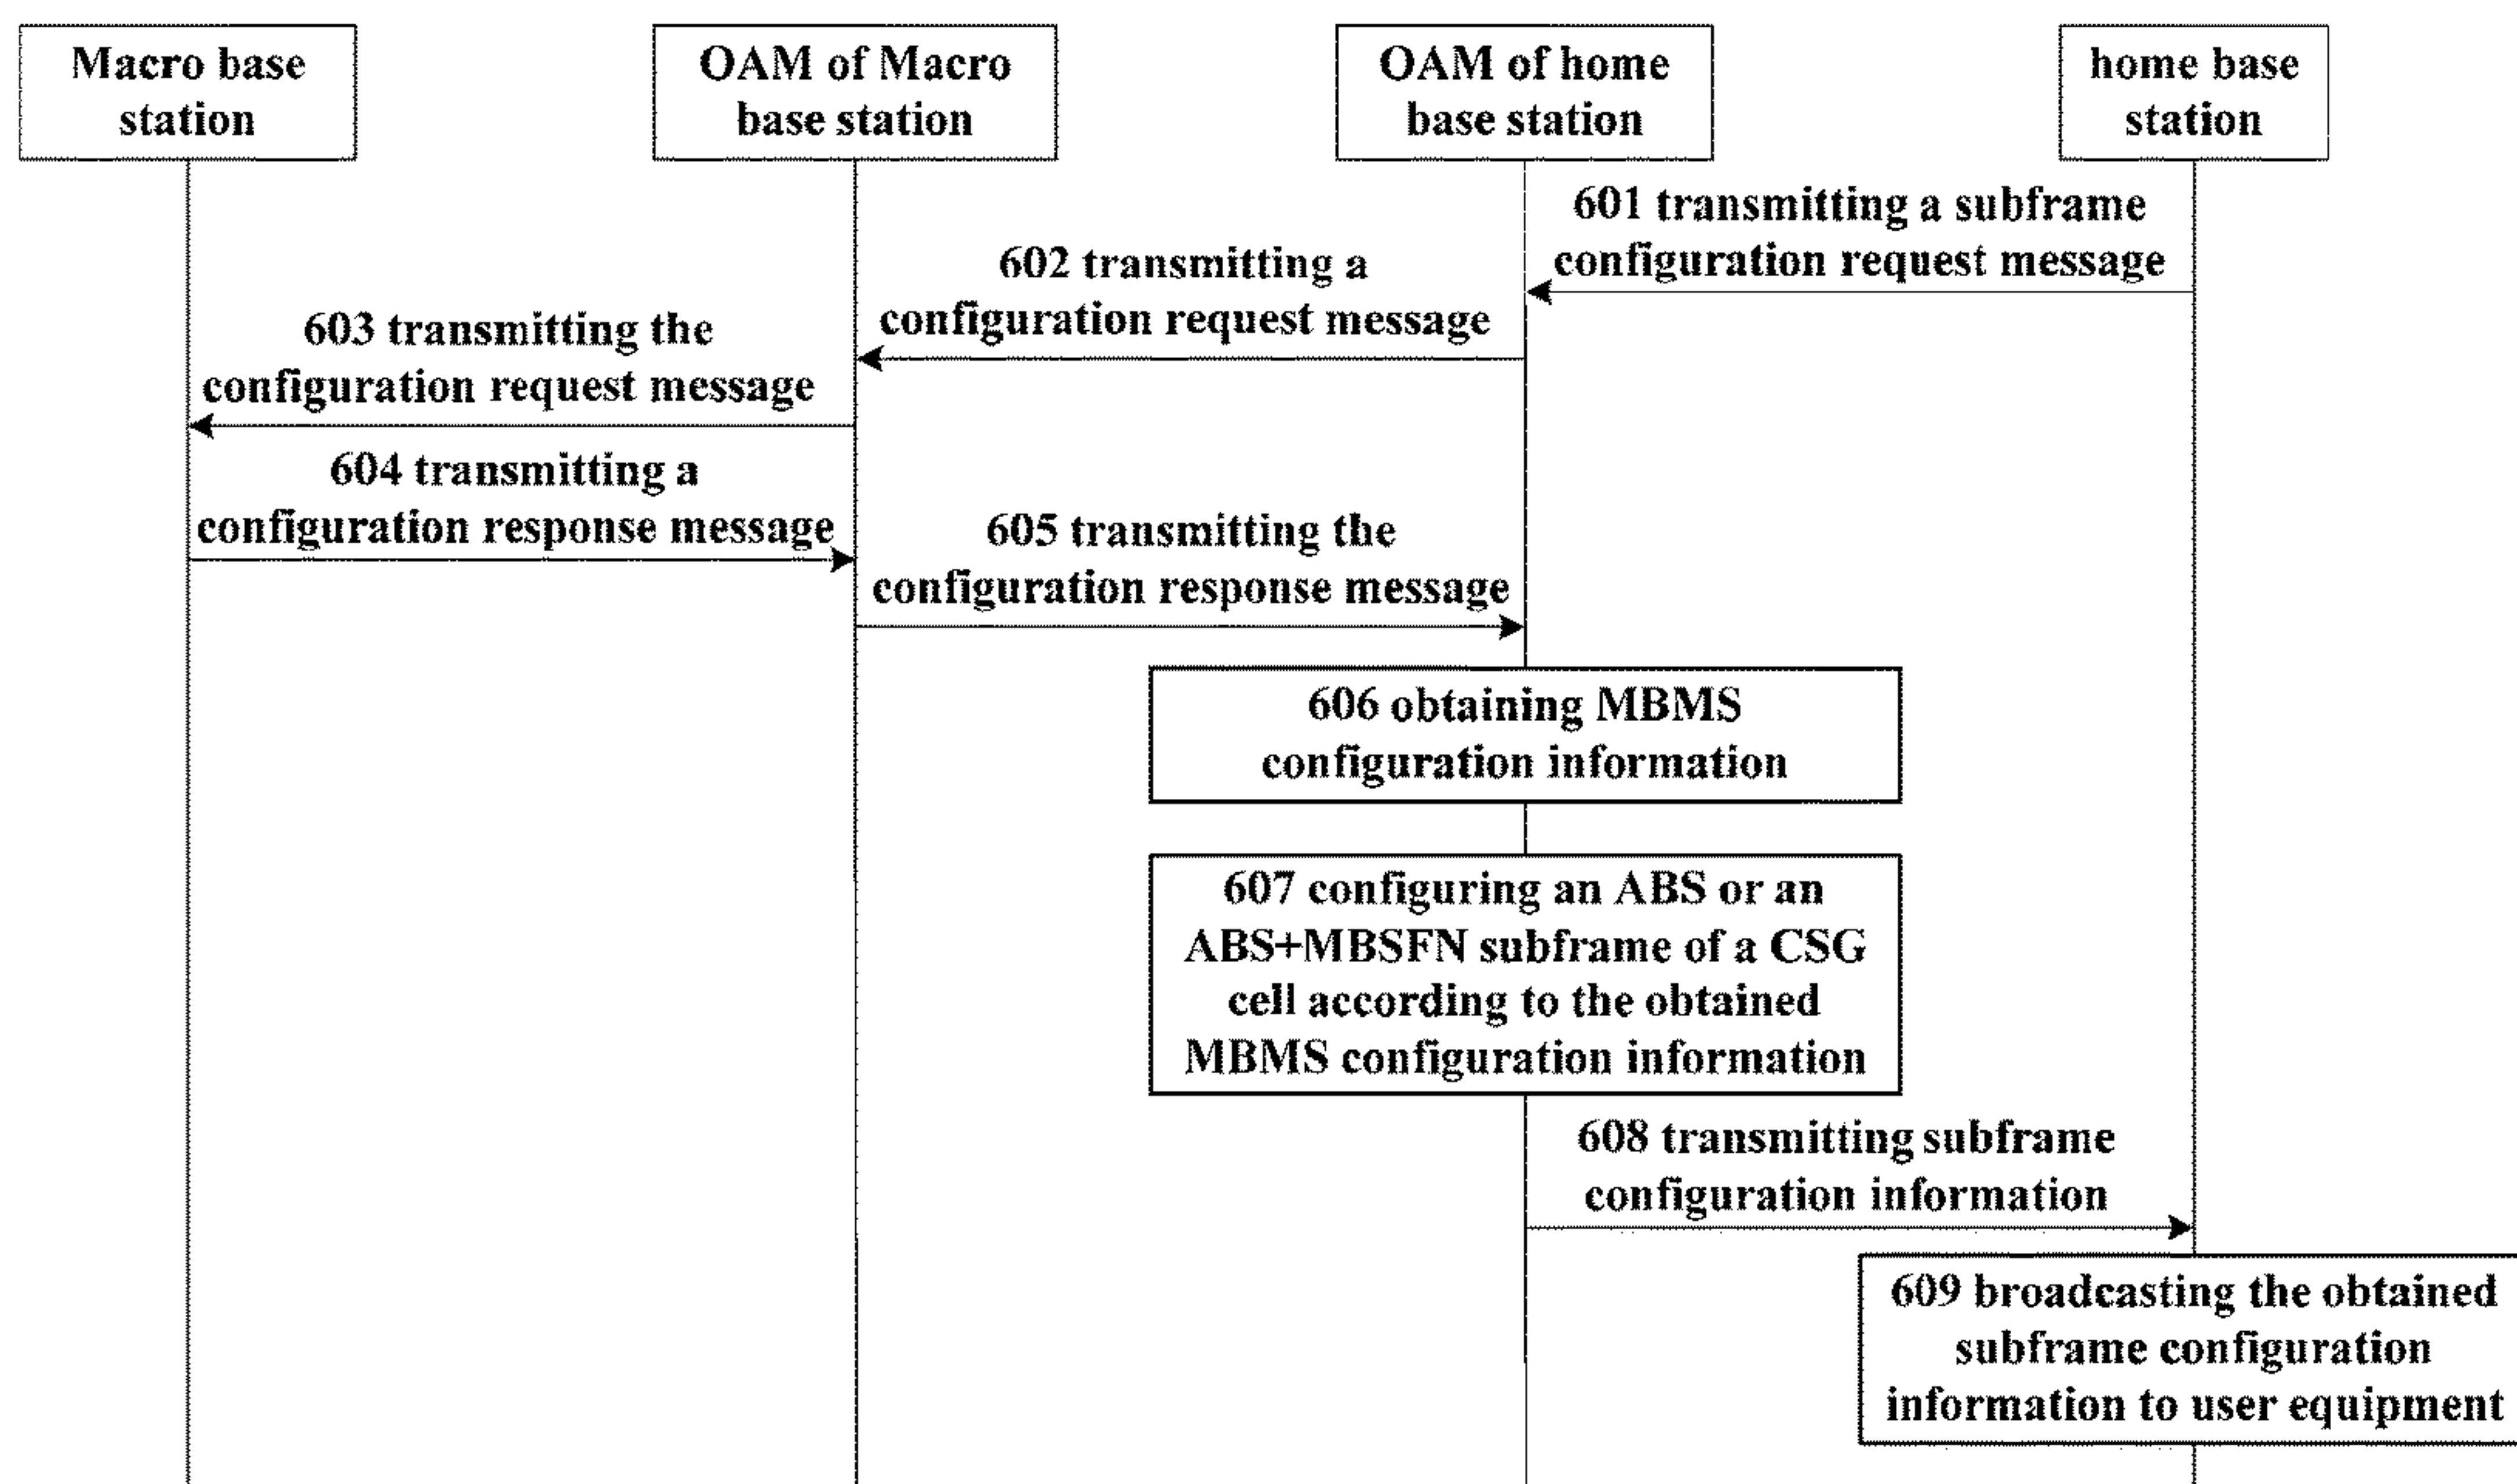 Macro base
station
OAM of Macro
base station
OAM of home
base station
home base
station
601 transmitting a subframe
configuration request message
602 transmitting a
configuration request message
603 transmitting the
configuration request message
604 transmitting a
configuration response message
605 transmitting the
configuration response message
606 obtaining MBMS
configuration information
607 configuring an ABS or an
ABS+MBSFN subframe of a CSG
cell according to the obtained
MBMS configuration information
608 transmitting subframe
configuration information
609 broadcasting the obtained
subframe configuration
information to user equipment